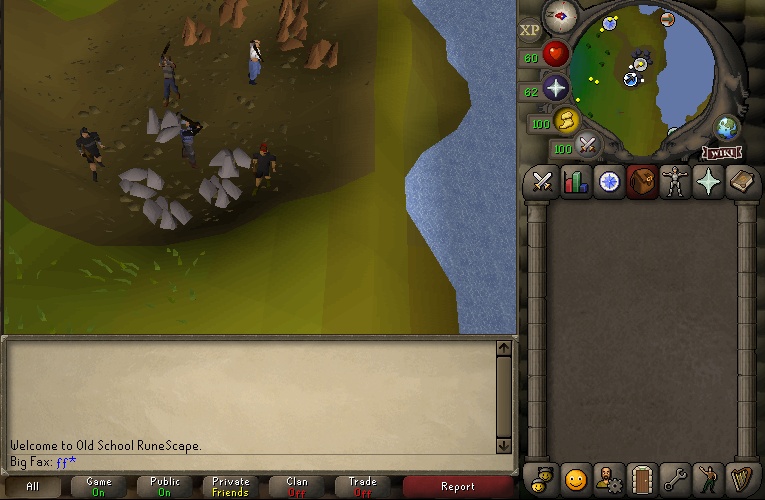 XP
60
62
100
100
WIKI
Welcome to Old School RuneScape.
Big Fax: ff*
All
Game
On
Public
On
Private
Friends
Clan
Off
Trade
Off
Report